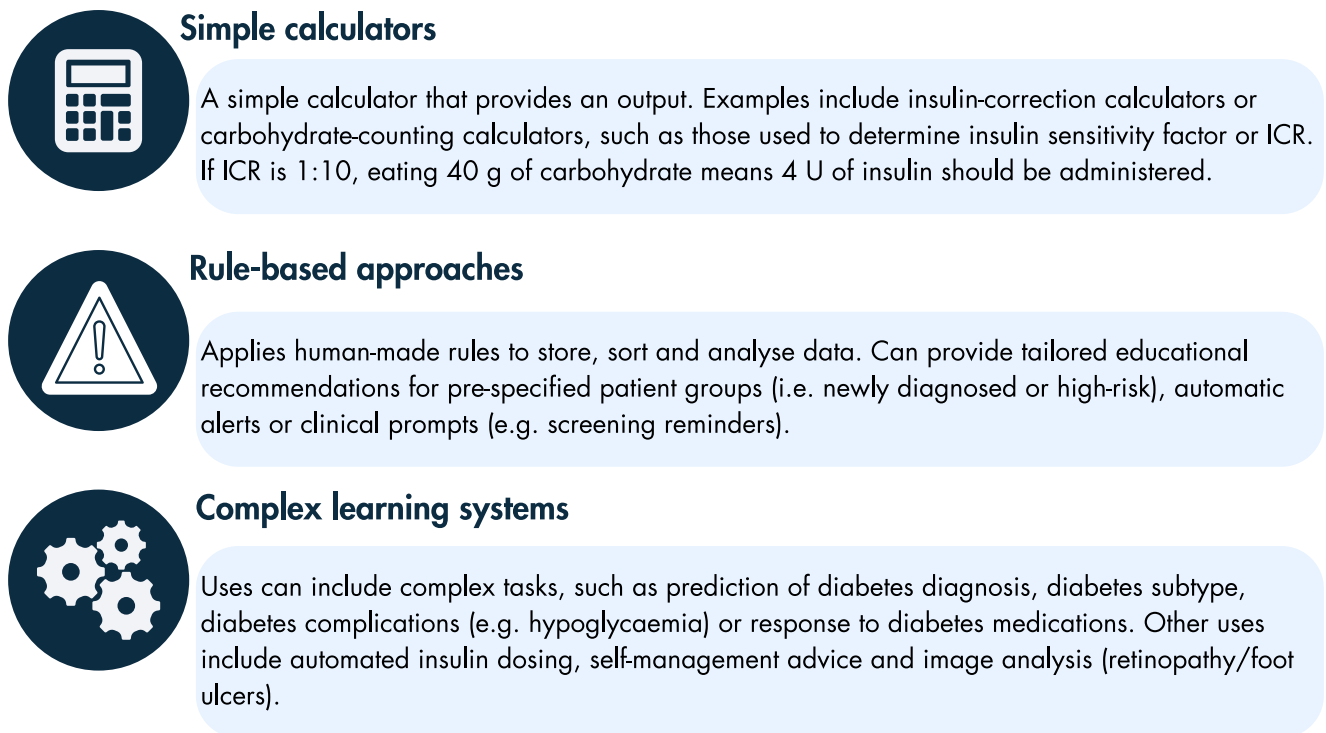 Simple calculators
A simple calculator that provides an output. Examples include insulin-correction calculators or
carbohydrate-counting calculators, such as those used to determine insulin sensitivity factor or ICR.
If ICR is 1:10, eating 40 g of carbohydrate means 4 U of insulin should be administered.
Rule-based approaches
Applies human-made rules to store, sort and analyse data. Can provide tailored educational
recommendations for pre-specified patient groups (i.e. newly diagnosed or high-risk), automatic
alerts or clinical prompts (e.g. screening reminders).
Complex learning systems
Uses can include complex tasks, such as prediction of diabetes diagnosis, diabetes subtype,
diabetes complications (e.g. hypoglycaemia) or response to diabetes medications. Other uses
include automated insulin dosing, self-management advice and image analysis (retinopathy/foot
ulcers).